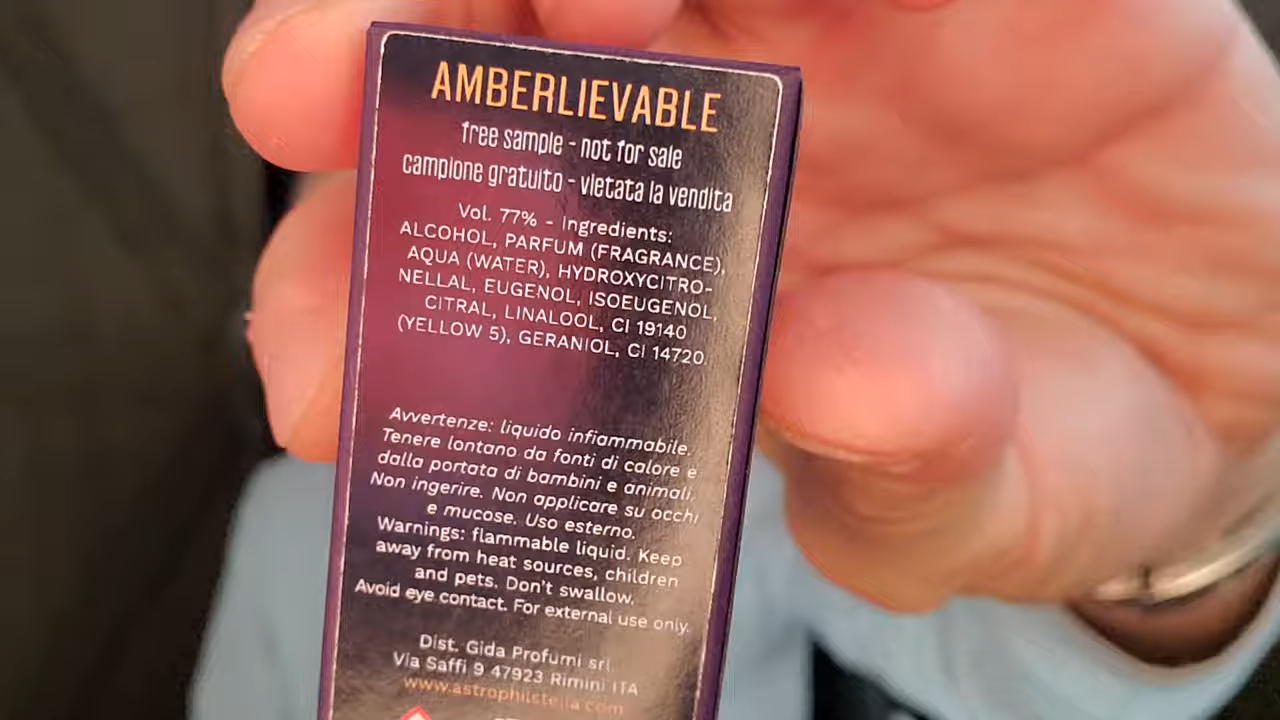 AMBERLIEVABLE
free sample - not for sale
campione gratuito - vietata la vendita
Vol. 77% - Ingredients:
ALCOHOL, PARFUM (FRAGRANCE),
AQUA (WATER), HYDROXYCITRO-
NELLAL, EUGENOL, ISOEUGENOL,
CITRAL, LINALOOL, CI 19140
(YELLOW 5), GERANIOL, CI 14720
Avvertenze: liquido infiammabile.
Tenere lontano da fonti di calore e
dalla portata di bambini e animali.
Non ingerire. Non applicare su occhi
e mucose. Uso esterno.
Warnings: flammable liquid. Keep
away from heat sources, children
and pets. Don't swallow.
Avoid eye contact. For external use only.
Dist. Gida Profumi srl.
Via Saffi 9 47923 Rimini ITA
www.astrophilstella.com